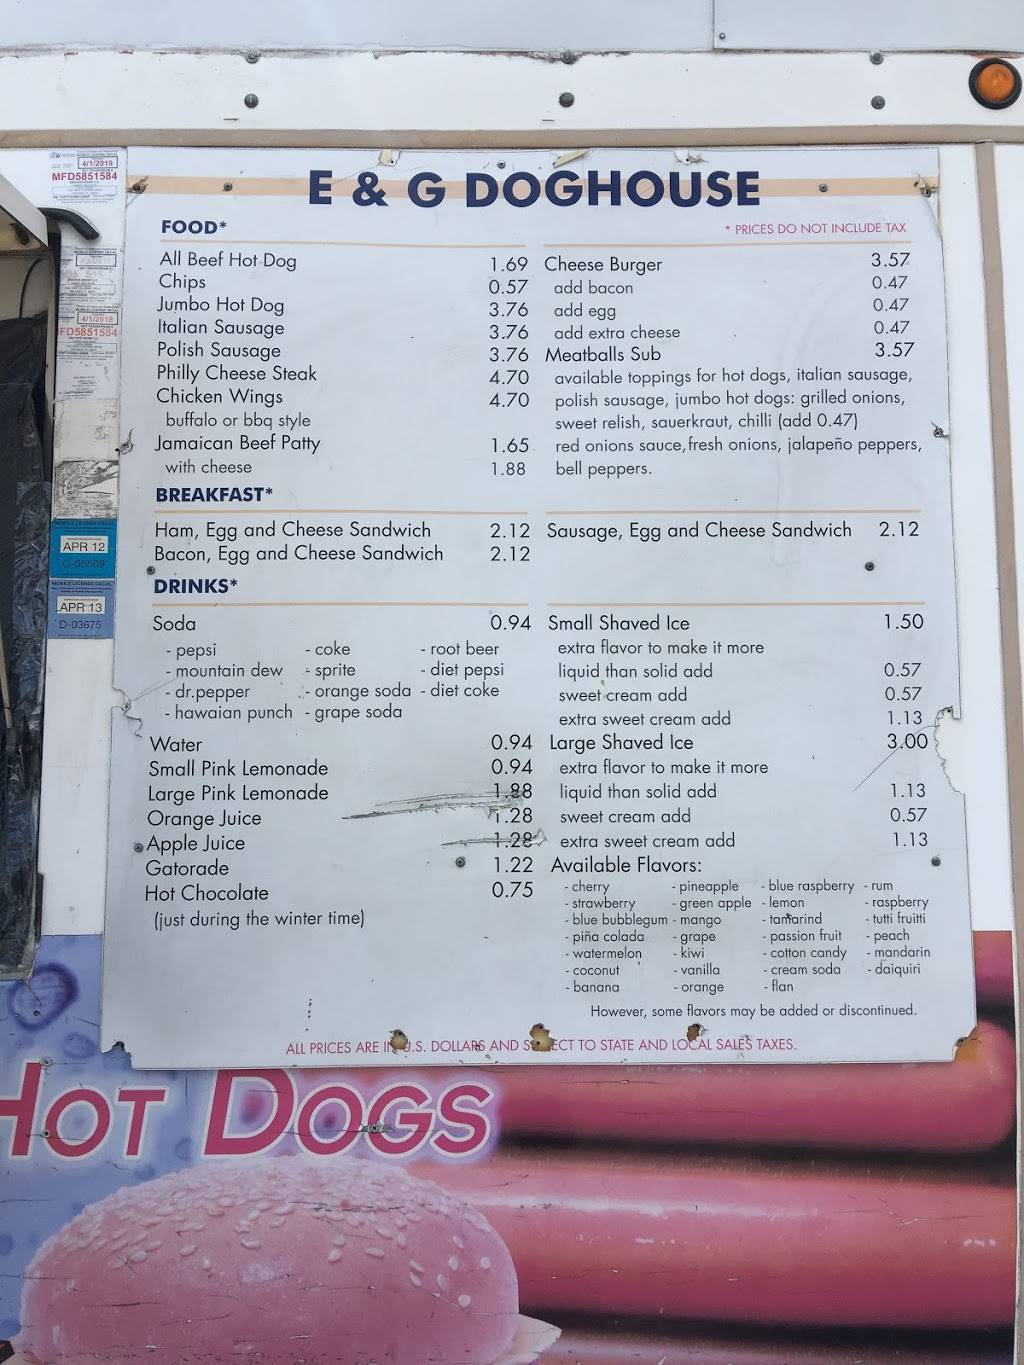 E & G DOGHOUSE
FOOD*
* PRICES DO NOT INCLUDE TAX
All Beef Hot Dog 1.69
Chips 0.57
Jumbo Hot Dog 3.76
Italian Sausage 3.76
Polish Sausage 3.76
Philly Cheese Steak 4.70
Chicken Wings 4.70
buffalo or bbq style
Jamaican Beef Patty 1.65
with cheese 1.88
Cheese Burger 3.57
add bacon 0.47
add egg 0.47
add extra cheese 0.47
Meatballs Sub 3.57
available toppings for hot dogs, italian sausage,
polish sausage, jumbo hot dogs: grilled onions,
sweet relish, sauerkraut, chilli (add 0.47)
red onions sauce,fresh onions, jalapeño peppers,
bell peppers.
BREAKFAST*
Ham, Egg and Cheese Sandwich 2.12
Bacon, Egg and Cheese Sandwich 2.12
Sausage, Egg and Cheese Sandwich 2.12
DRINKS*
Soda 0.94
- pepsi - coke - root beer
- mountain dew - sprite - diet pepsi
- dr.pepper - orange soda - diet coke
- hawaian punch - grape soda
Water 0.94
Small Pink Lemonade 0.94
Large Pink Lemonade 1.88
Orange Juice 1.28
Apple Juice 1.28
Gatorade 1.22
Hot Chocolate 0.75
(just during the winter time)
Small Shaved Ice 1.50
extra flavor to make it more
liquid than solid add 0.57
sweet cream add 0.57
extra sweet cream add 1.13
Large Shaved Ice 3.00
extra flavor to make it more
liquid than solid add 1.13
sweet cream add 0.57
extra sweet cream add 1.13
Available Flavors:
- cherry - pineapple - blue raspberry - rum
- strawberry - green apple - lemon - raspberry
- blue bubblegum - mango - tamarind - tutti fruitti
- piña colada - grape - passion fruit - peach
- watermelon - kiwi - cotton candy - mandarin
- coconut - vanilla - cream soda - daiquiri
- banana - orange - flan
However, some flavors may be added or discontinued.
ALL PRICES ARE IN U.S. DOLLARS AND SUBJECT TO STATE AND LOCAL SALES TAXES.
4/1/2019
MFD5851584
4/1/2018
FD5851584
MOBILE LICENSE DECAL
APR 12
C-05509
MOBILE LICENSE DECAL
APR 13
D-03675
HOT DOGS